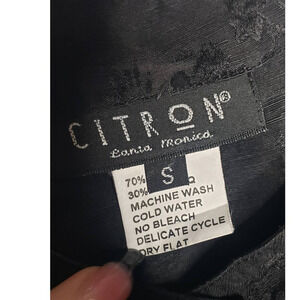 CITRON®
Santa Monica
S
70%
30%
MACHINE WASH
COLD WATER
NO BLEACH
DELICATE CYCLE
DRY FLAT